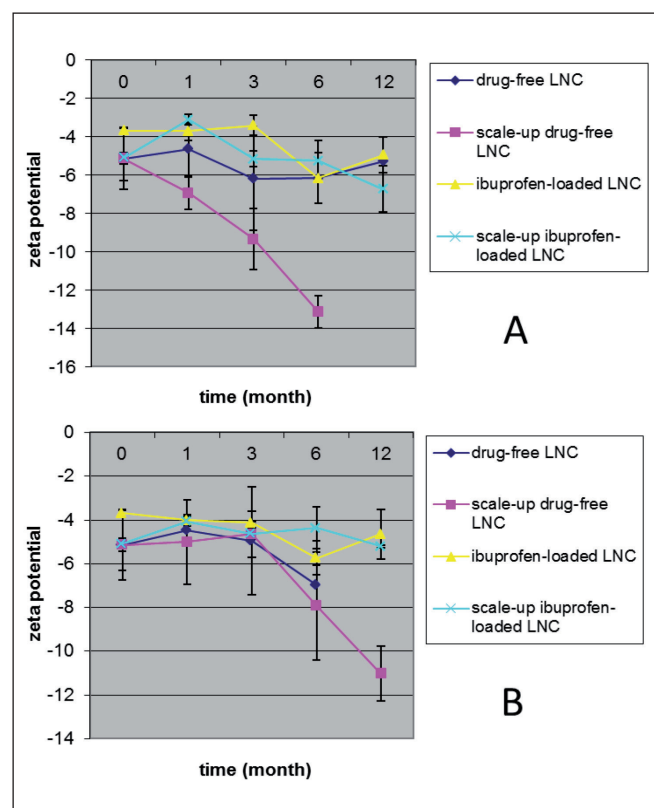 0
0 1 3 6 12
-2
-4
-6
-8
-10
-12
-14
-16
zeta potential
time (month)
drug-free LNC
scale-up drug-free
LNC
ibuprofen-loaded LNC
scale-up ibuprofen-
loaded LNC
A
0
0 1 3 6 12
-2
-4
-6
-8
-10
-12
-14
zeta potential
time (month)
drug-free LNC
scale-up drug-free
LNC
ibuprofen-loaded LNC
scale-up ibuprofen-
loaded LNC
B